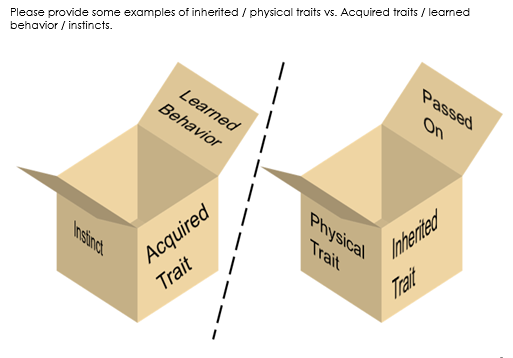 Please provide some examples of inherited / physical traits vs. Acquired traits / learned
behavior / instincts.
Learned
Behavior
Instinct
Acquired
Trait
Passed
On
Physical
Trait
Inherited
Trait